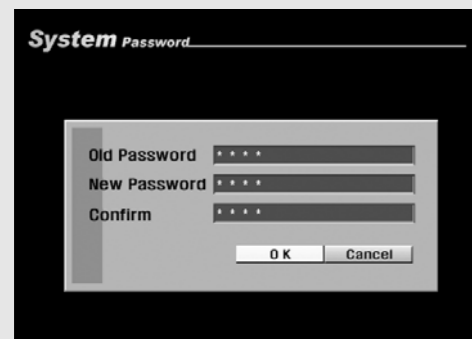 System Password
Old Password * * * *
New Password * * * *
Confirm * * * *
OK Cancel